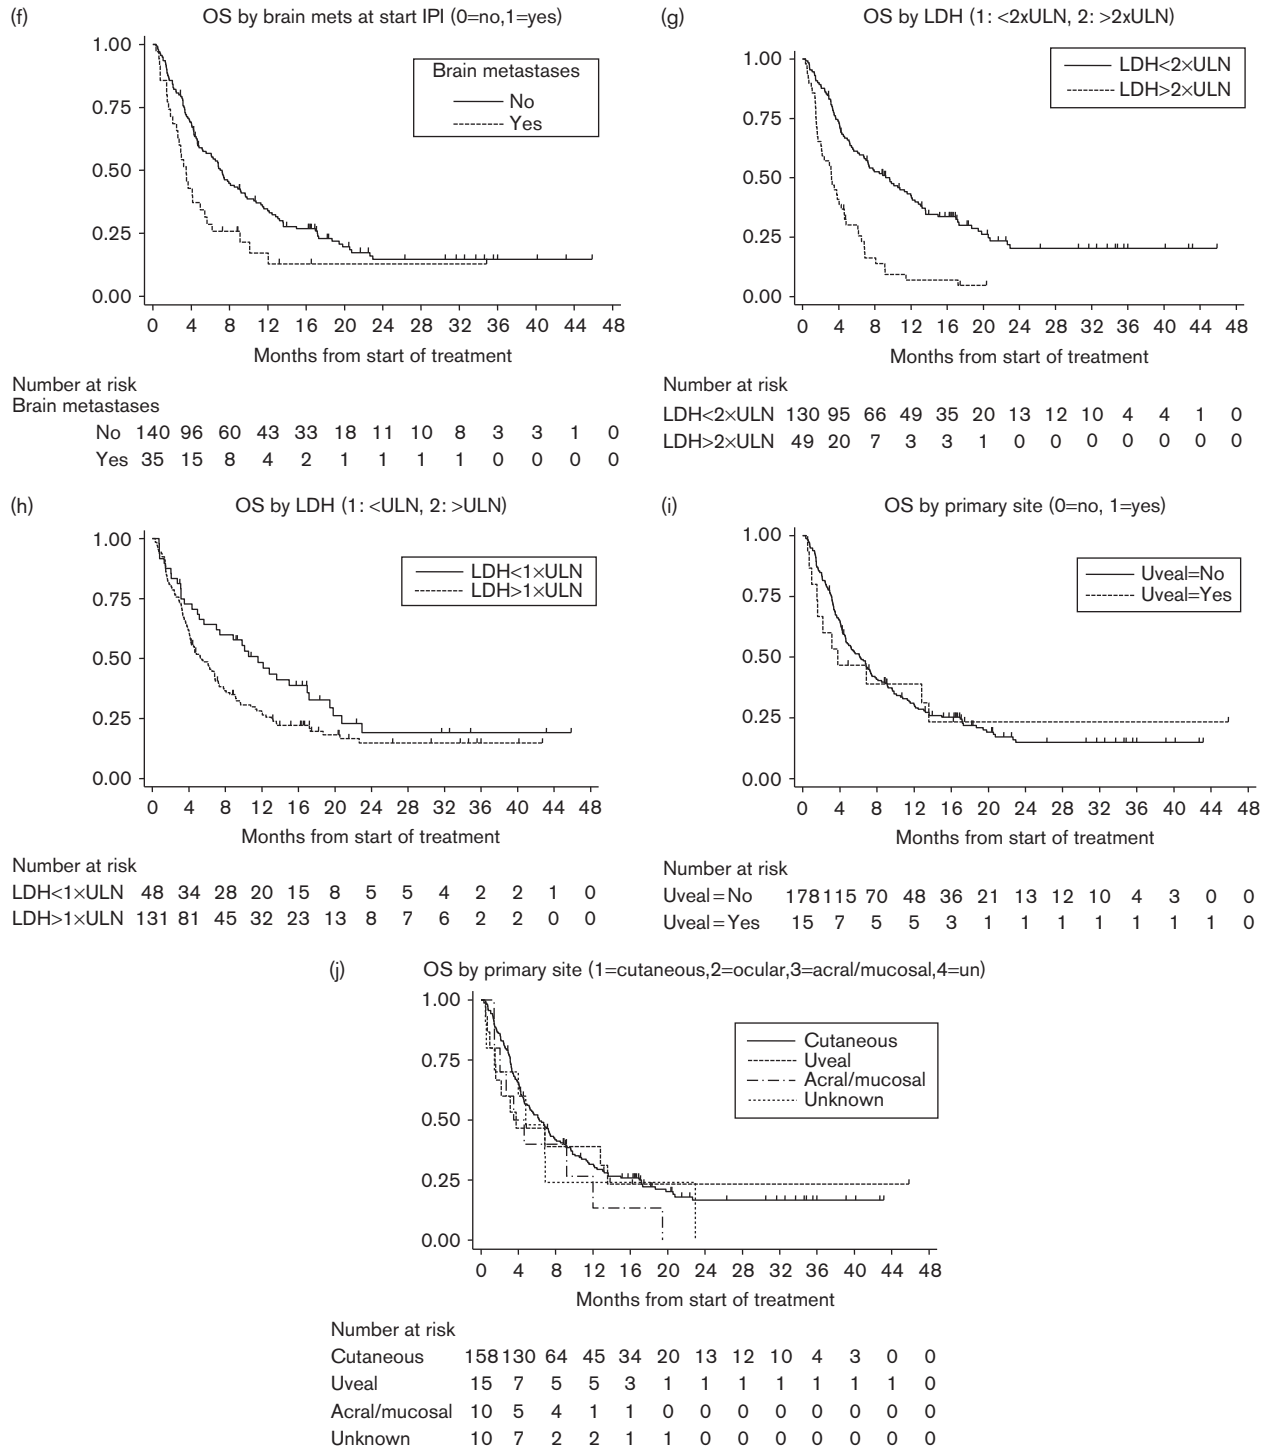 (f) OS by brain mets at start IPI (0=no,1=yes)
1.00
0.75
0.50
0.25
0.00
Brain metastases
No
Yes
0 4 8 12 16 20 24 28 32 36 40 44 48
Months from start of treatment
Number at risk
Brain metastases
No 140 96 60 43 33 18 11 10 8 3 3 1 0
Yes 35 15 8 4 2 1 1 1 1 0 0 0 0
(g) OS by LDH (1: <2xULN, 2: >2xULN)
1.00
0.75
0.50
0.25
0.00
LDH<2×ULN
LDH>2×ULN
0 4 8 12 16 20 24 28 32 36 40 44 48
Months from start of treatment
Number at risk
LDH<2×ULN 130 95 66 49 35 20 13 12 10 4 4 1 0
LDH>2×ULN 49 20 7 3 3 1 0 0 0 0 0 0 0
(h) OS by LDH (1: <ULN, 2: >ULN)
1.00
0.75
0.50
0.25
0.00
LDH<1×ULN
LDH>1×ULN
0 4 8 12 16 20 24 28 32 36 40 44 48
Months from start of treatment
Number at risk
LDH<1×ULN 48 34 28 20 15 8 5 5 4 2 2 1 0
LDH>1×ULN 131 81 45 32 23 13 8 7 6 2 2 0 0
(i) OS by primary site (0=no, 1=yes)
1.00
0.75
0.50
0.25
0.00
Uveal=No
Uveal=Yes
0 4 8 12 16 20 24 28 32 36 40 44 48
Months from start of treatment
Number at risk
Uveal=No 178 115 70 48 36 21 13 12 10 4 3 0 0
Uveal=Yes 15 7 5 5 3 1 1 1 1 1 1 1 0
(j) OS by primary site (1=cutaneous,2=ocular,3=acral/mucosal,4=un)
1.00
0.75
0.50
0.25
0.00
Cutaneous
Uveal
Acral/mucosal
Unknown
0 4 8 12 16 20 24 28 32 36 40 44 48
Months from start of treatment
Number at risk
Cutaneous 158 130 64 45 34 20 13 12 10 4 3 0 0
Uveal 15 7 5 5 3 1 1 1 1 1 1 1 0
Acral/mucosal 10 5 4 1 1 0 0 0 0 0 0 0 0
Unknown 10 7 2 2 1 1 0 0 0 0 0 0 0